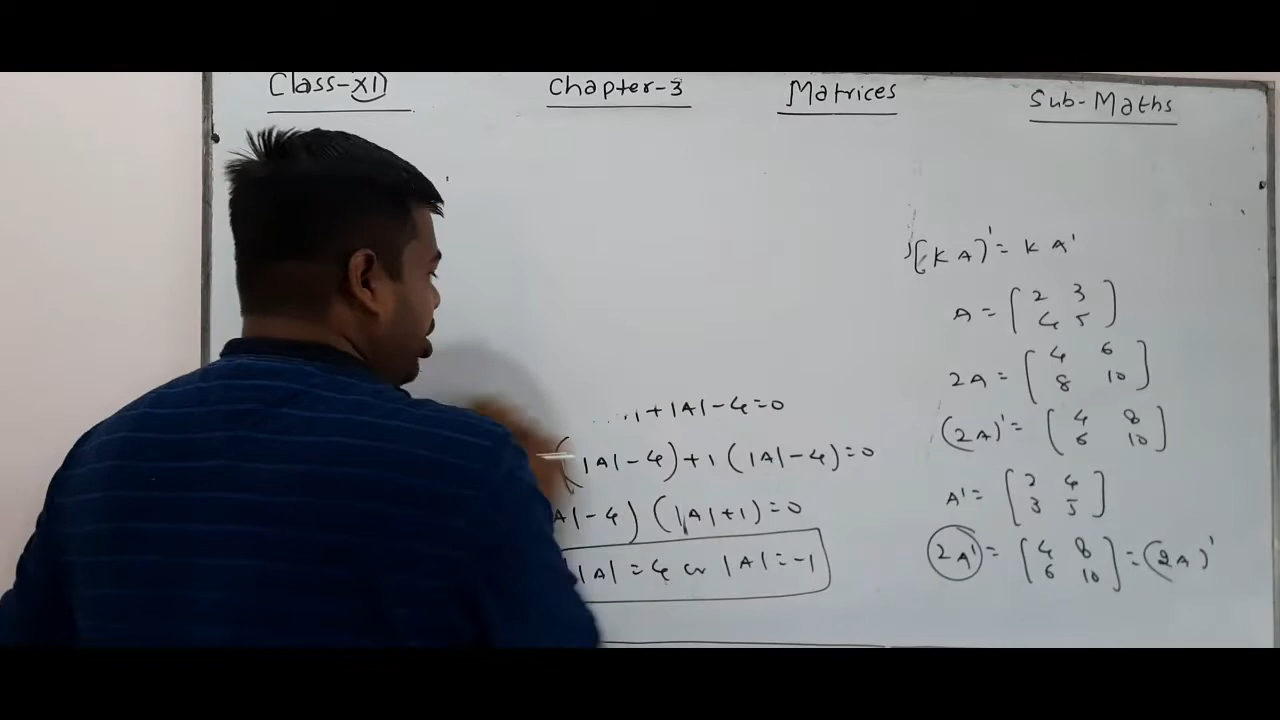 Class-XII Chapter-3 Matrices Sub-Maths
+|A|-4=0
(|A|-4)+1(|A|-4)=0
A|-4) (|A|+1)=0
|A|=4 or |A|=-1
(KA)'= K A'
A = [2 3
4 5]
2A = [4 6
8 10]
(2A)'= [4 8
6 10]
A'= [2 4
3 5]
2A'= [4 8
6 10] = (2A)'